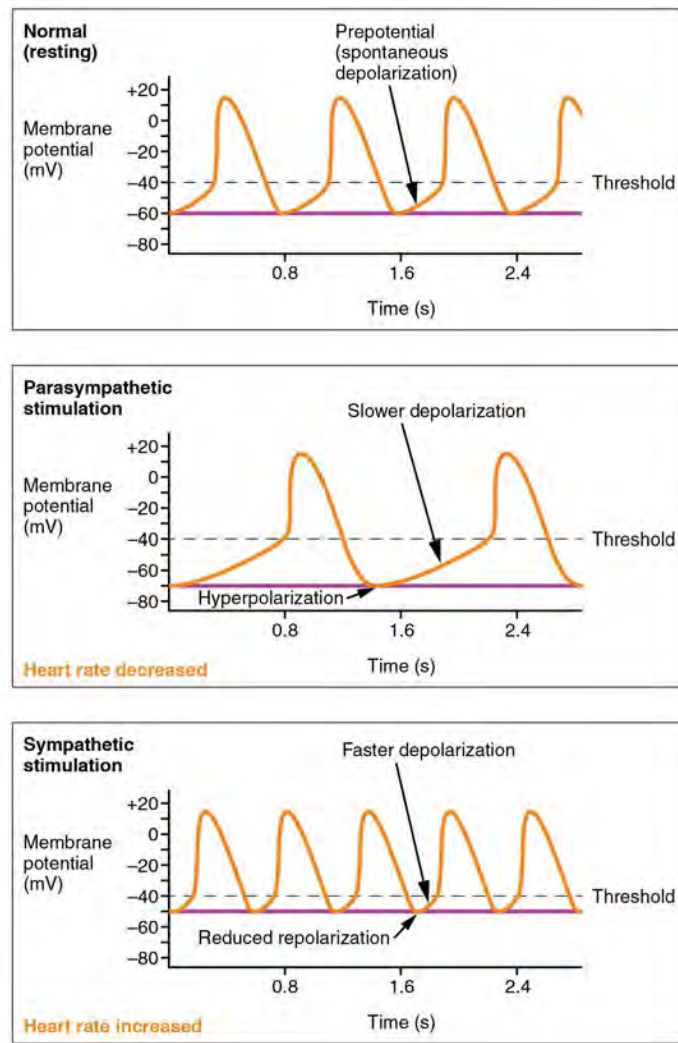 Normal
(resting)
Prepotential
(spontaneous
depolarization)
Membrane
potential
(mV)
+20
0
−20
−40
−60
−80
Threshold
0.8
1.6
2.4
Time (s)
Parasympathetic
stimulation
Slower depolarization
Membrane
potential
(mV)
+20
0
−20
−40
−60
−80
Threshold
Hyperpolarization
0.8
1.6
2.4
Heart rate decreased
Time (s)
Sympathetic
stimulation
Faster depolarization
Membrane
potential
(mV)
+20
0
−20
−40
−60
−80
Threshold
Reduced repolarization
0.8
1.6
2.4
Heart rate increased
Time (s)